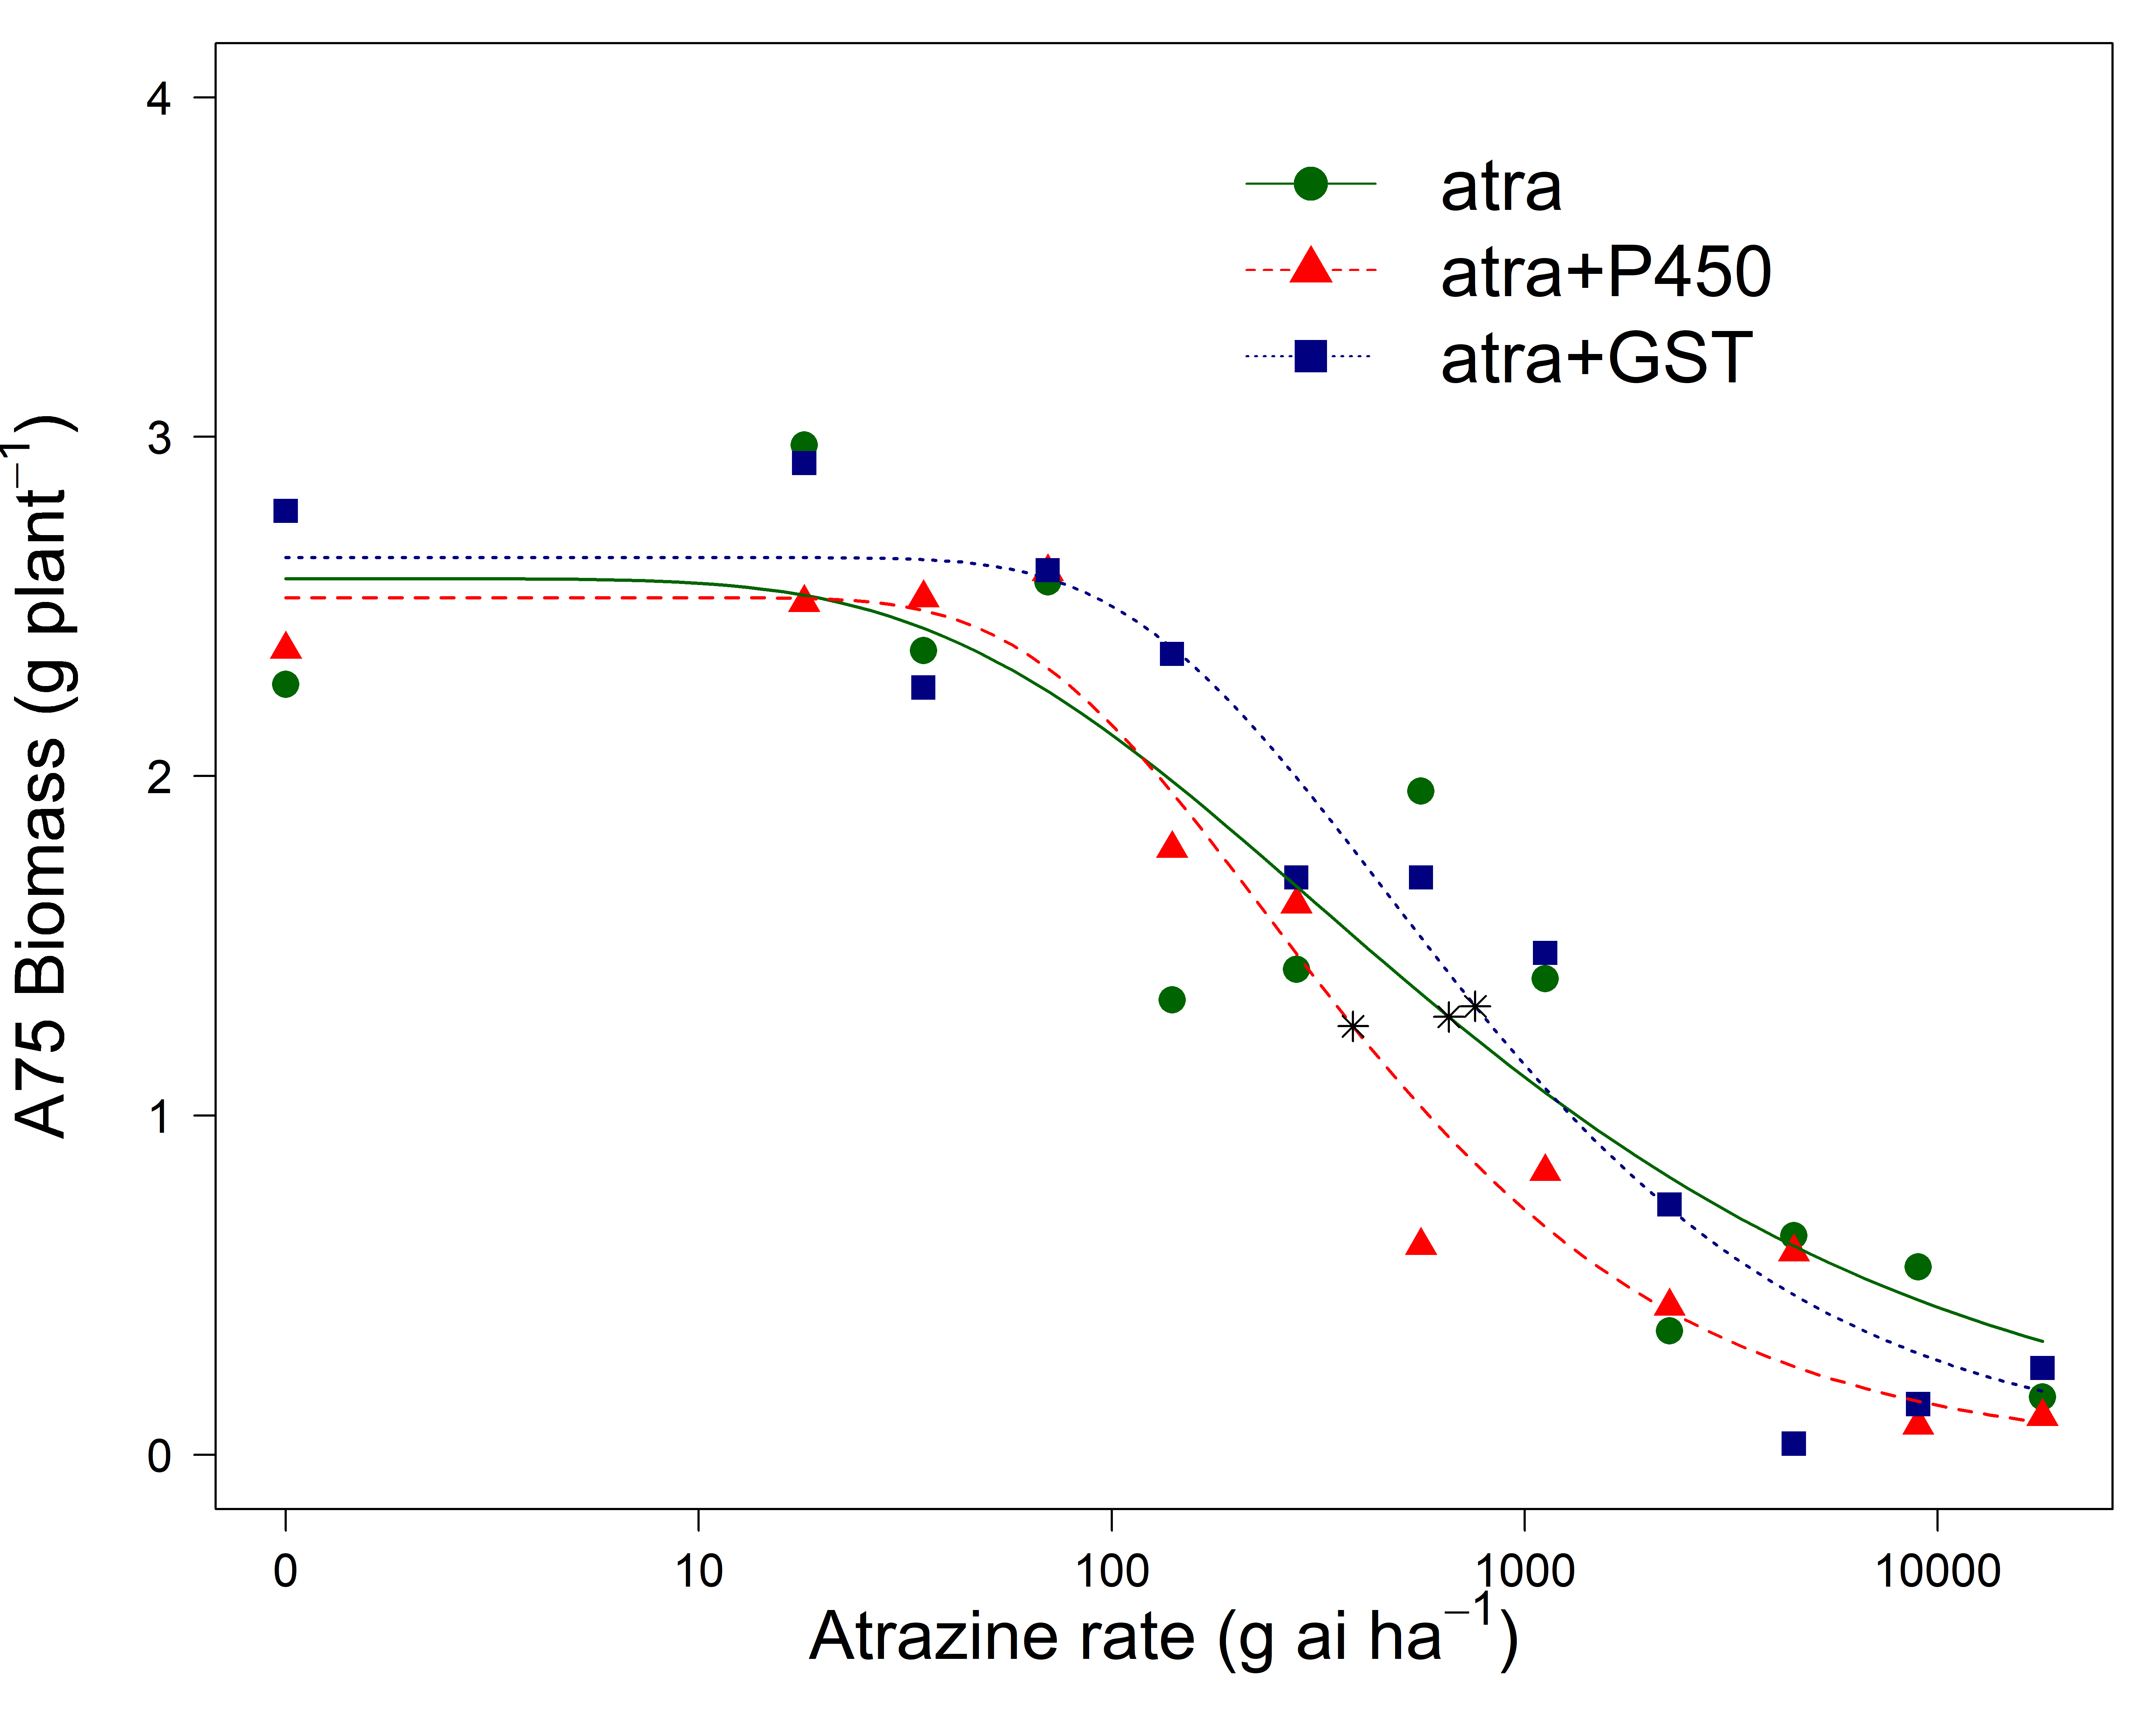 4
3
2
1
0
A75 Biomass (g plant⁻¹)
atra
atra+P450
atra+GST
0 10 100 1000 10000
Atrazine rate (g ai ha⁻¹)